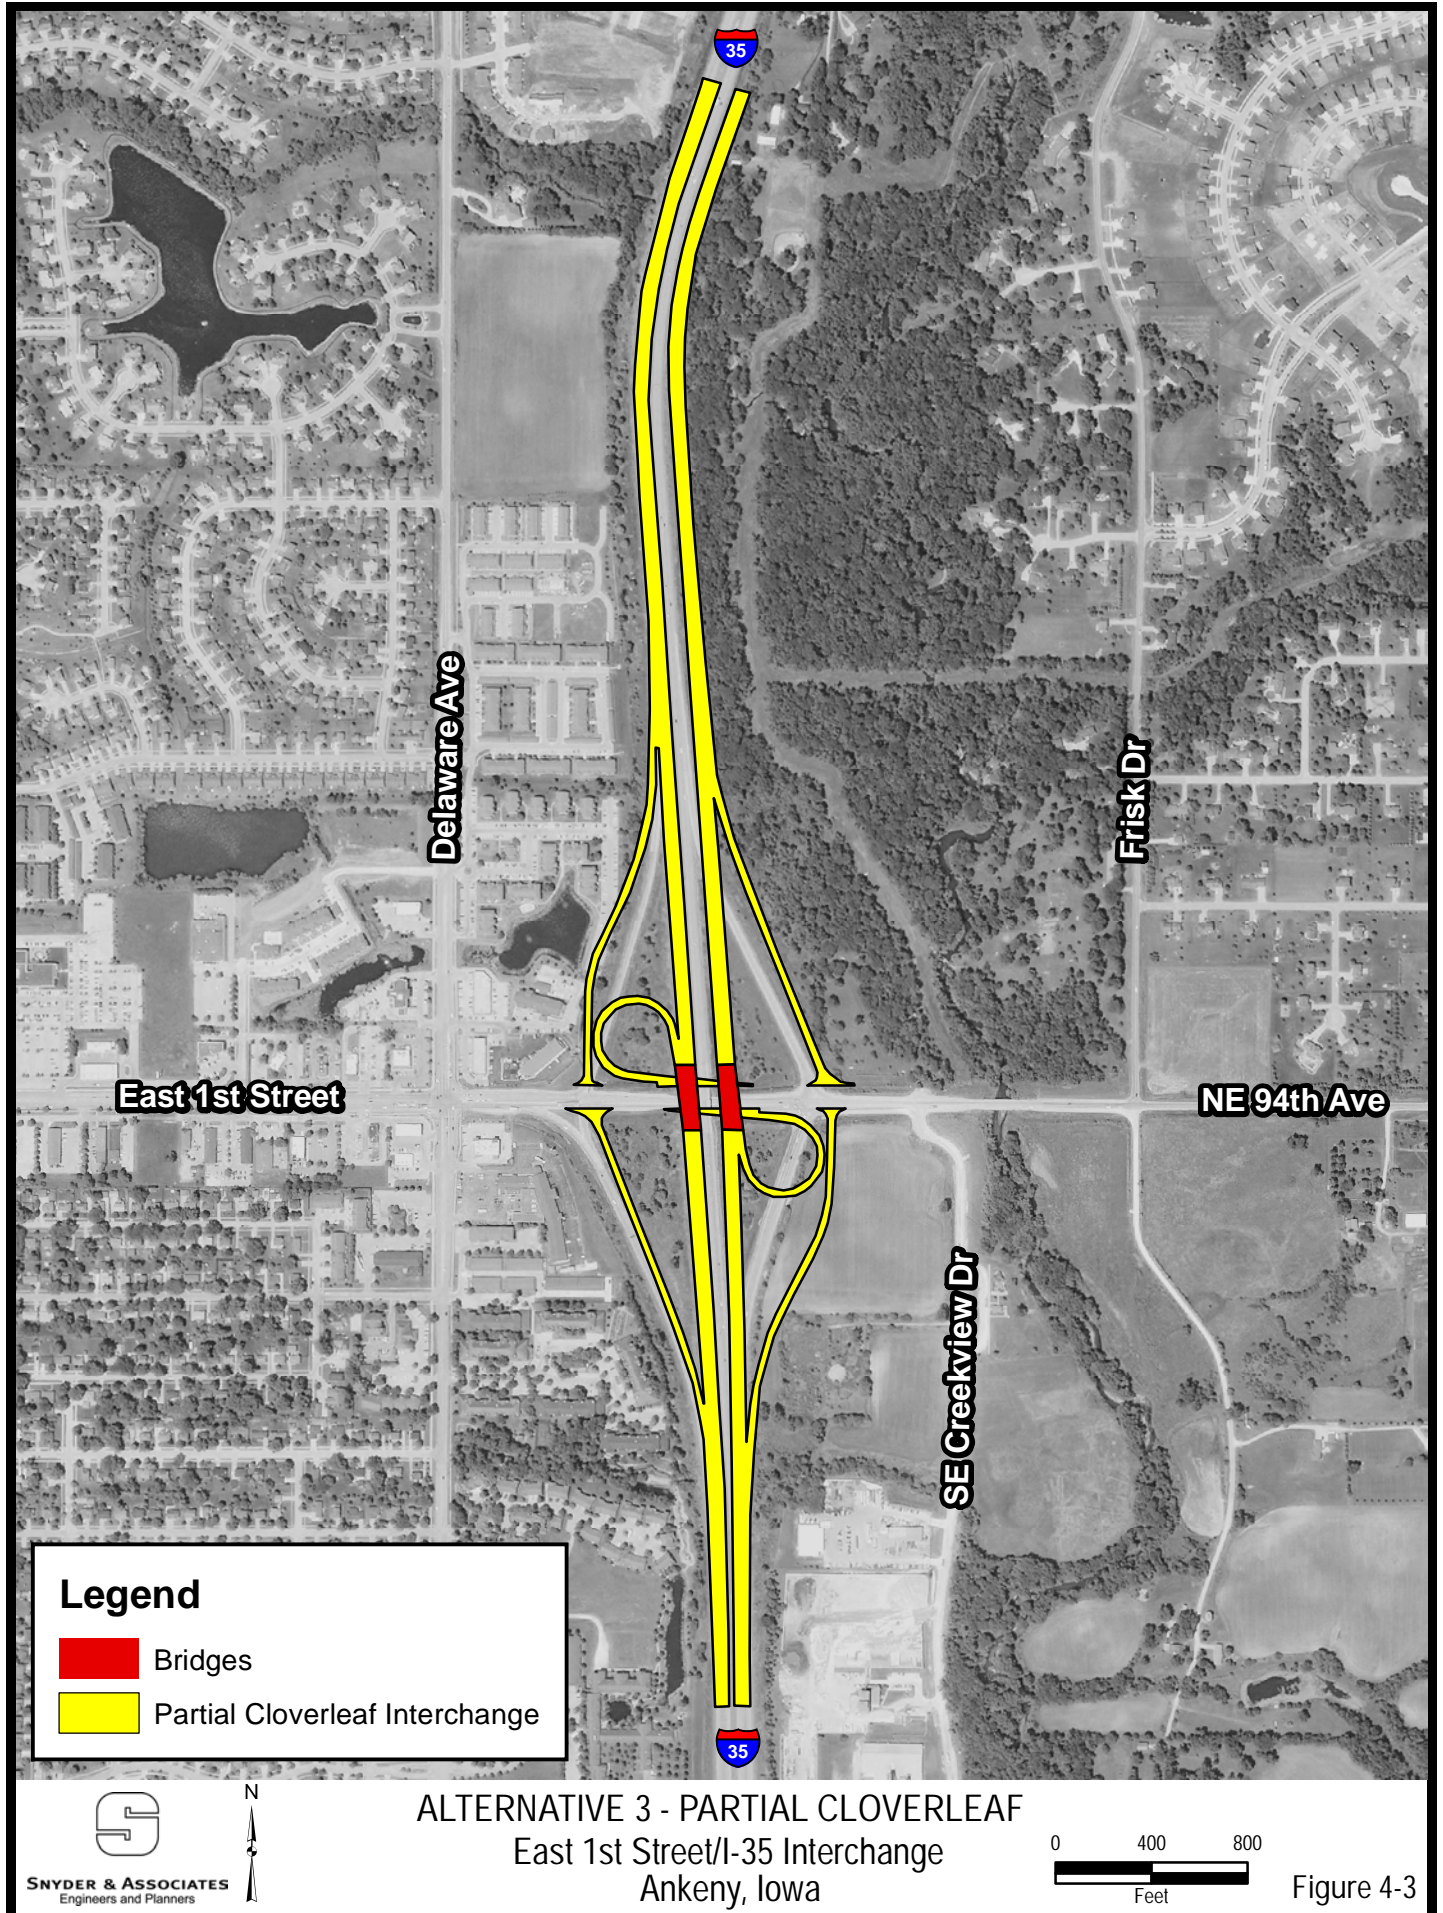 35
Delaware Ave
Frisk Dr
East 1st Street
NE 94th Ave
SE Creekview Dr
Legend
Bridges
Partial Cloverleaf Interchange
35
N
SNYDER & ASSOCIATES
Engineers and Planners
ALTERNATIVE 3 - PARTIAL CLOVERLEAF
East 1st Street/I-35 Interchange
Ankeny, Iowa
0 400 800
Feet
Figure 4-3